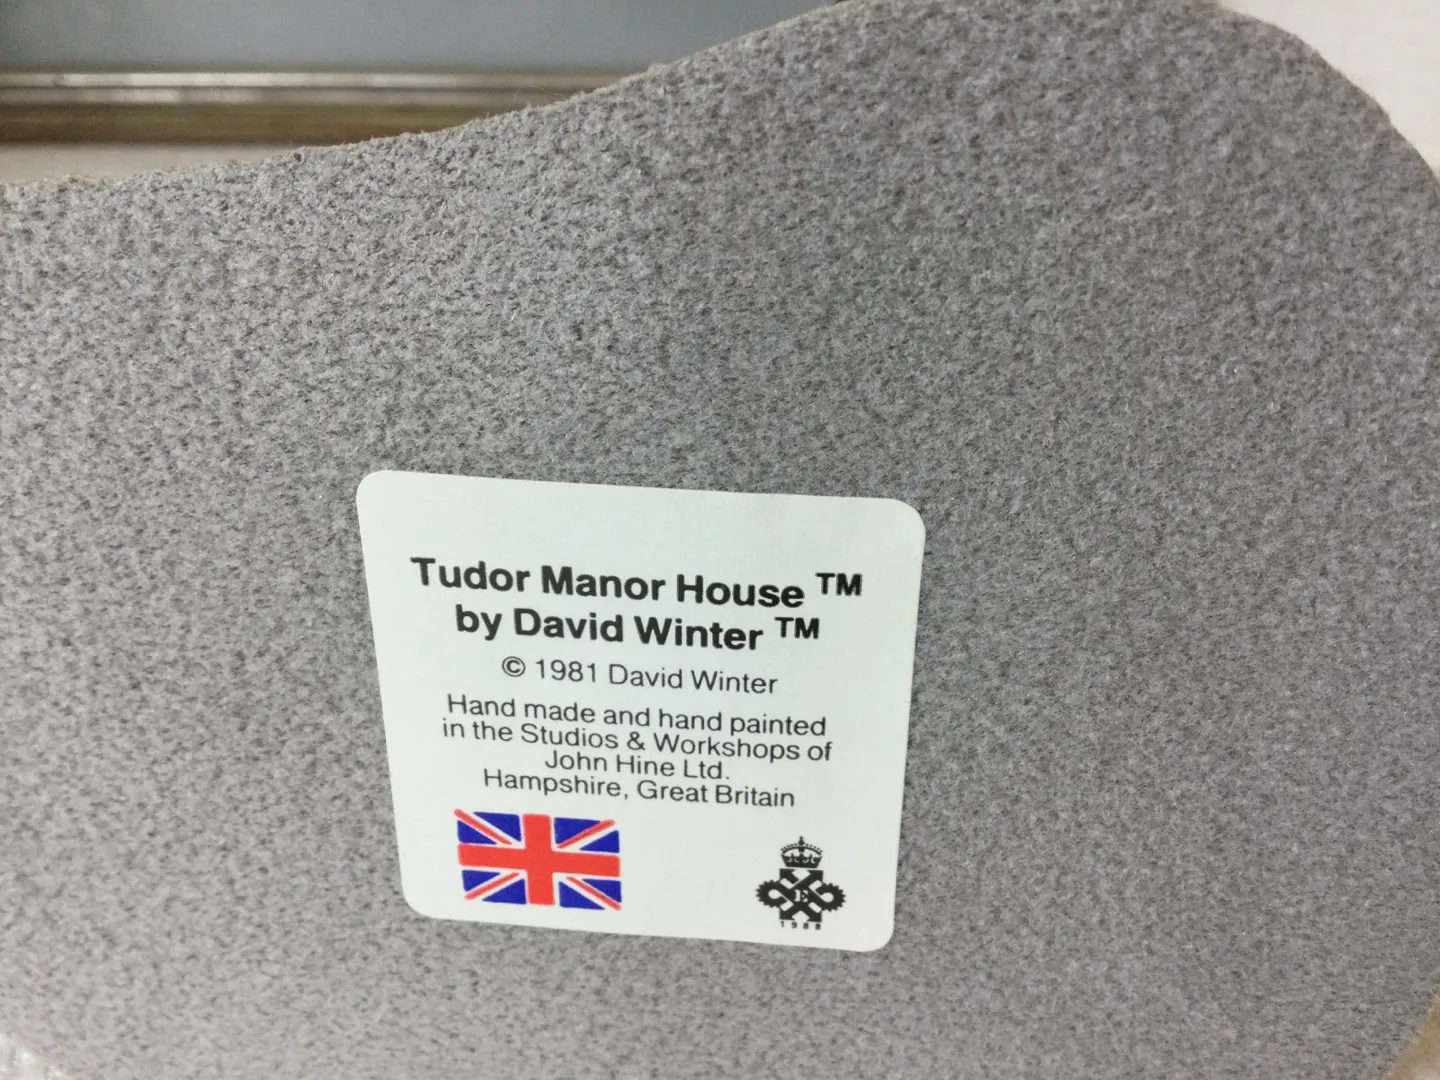 Tudor Manor House ™
by David Winter ™
© 1981 David Winter
Hand made and hand painted
in the Studios & Workshops of
John Hine Ltd.
Hampshire, Great Britain
E
1988